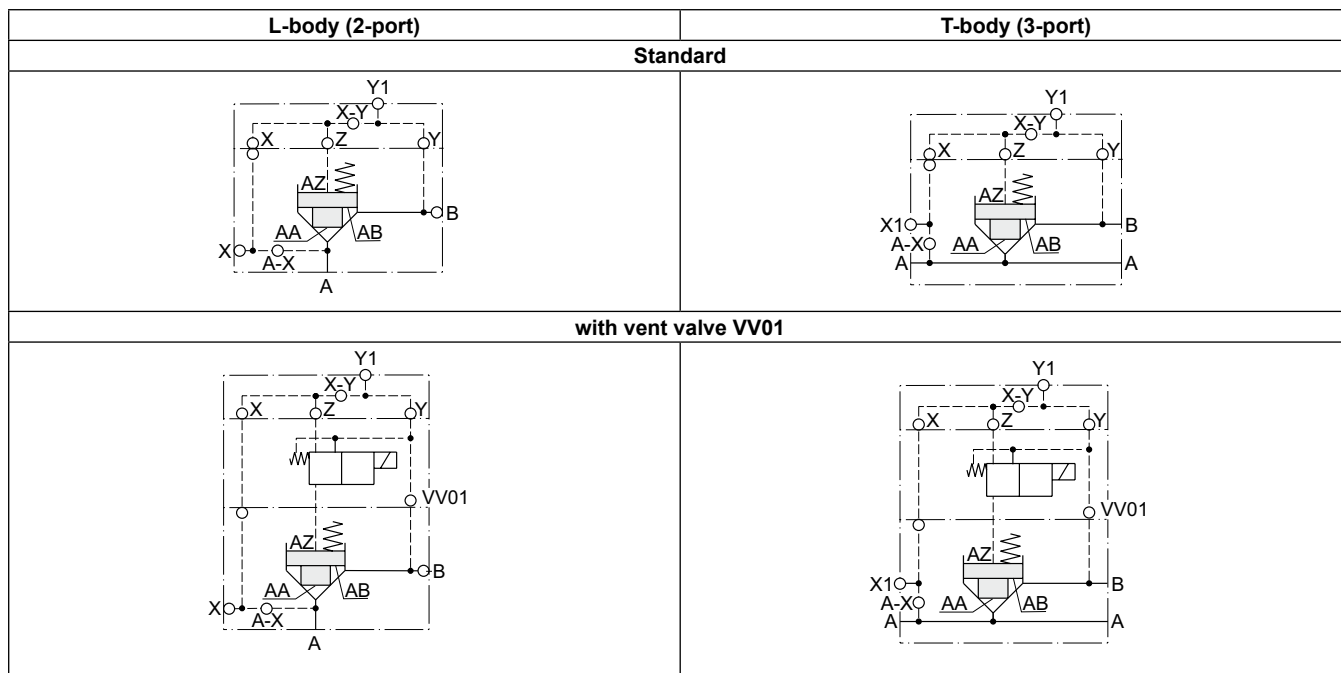 L-body (2-port)
T-body (3-port)
Standard
Y1
X-Y
X
Z
Y
AZ
B
AA
AB
X
A-X
A
Y1
X-Y
X
Z
Y
AZ
X1
B
A-X
AA
AB
A
A
with vent valve VV01
Y1
X-Y
X
Z
Y
VV01
AZ
B
AA
AB
X
A-X
A
Y1
X-Y
X
Z
Y
VV01
AZ
X1
B
A-X
AA
AB
A
A